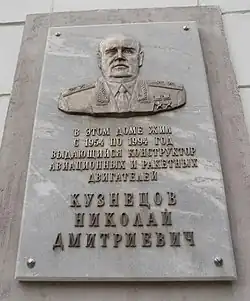 В ЭТОМ ДОМЕ ЖИЛ
С 1954 ПО 1994 ГОД
ВЫДАЮЩИЙСЯ КОНСТРУКТОР
АВИАЦИОННЫХ И РАКЕТНЫХ
ДВИГАТЕЛЕЙ
КУЗНЕЦОВ
НИКОЛАЙ
ДМИТРИЕВИЧ